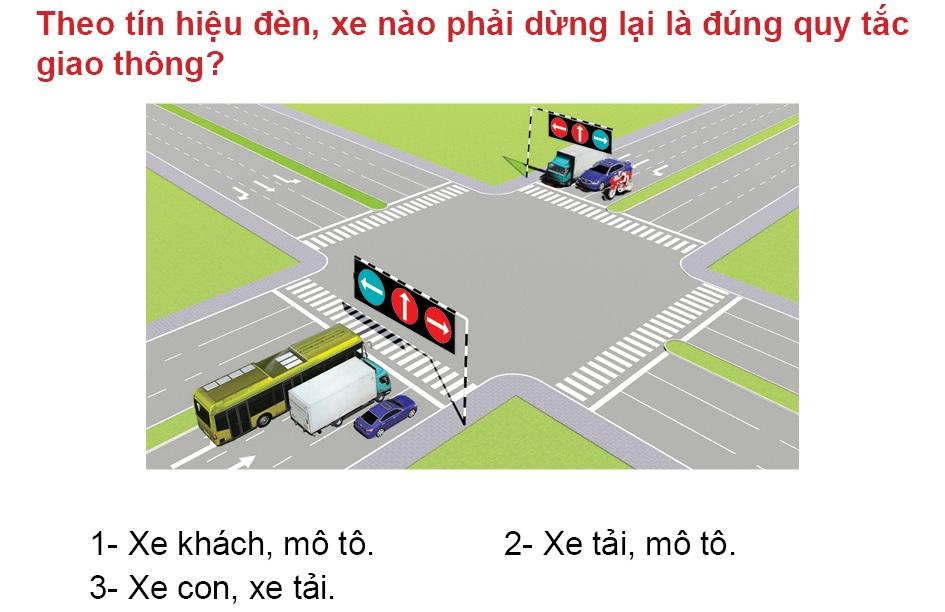 Theo tín hiệu đèn, xe nào phải dừng lại là đúng quy tắc
giao thông?
1- Xe khách, mô tô. 2- Xe tải, mô tô.
3- Xe con, xe tải.